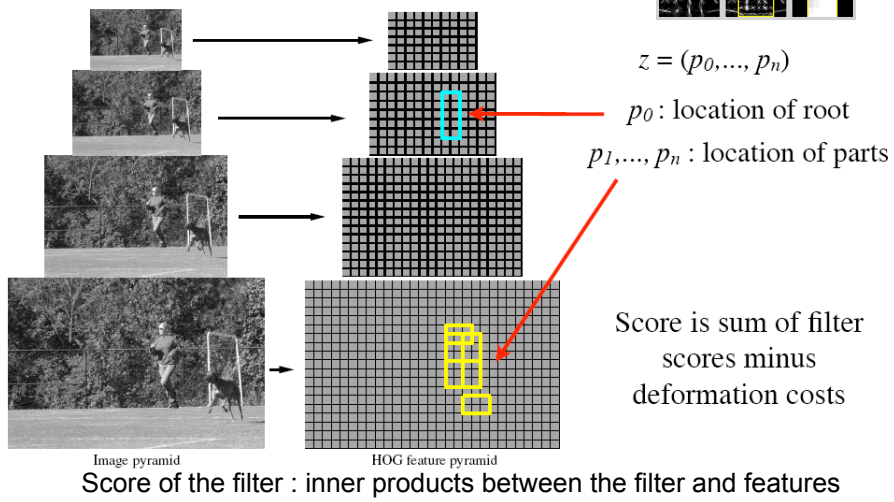 z = (p₀,..., pₙ)
p₀ : location of root
p₁,..., pₙ : location of parts
Score is sum of filter
scores minus
deformation costs
Image pyramid
HOG feature pyramid
Score of the filter : inner products between the filter and features